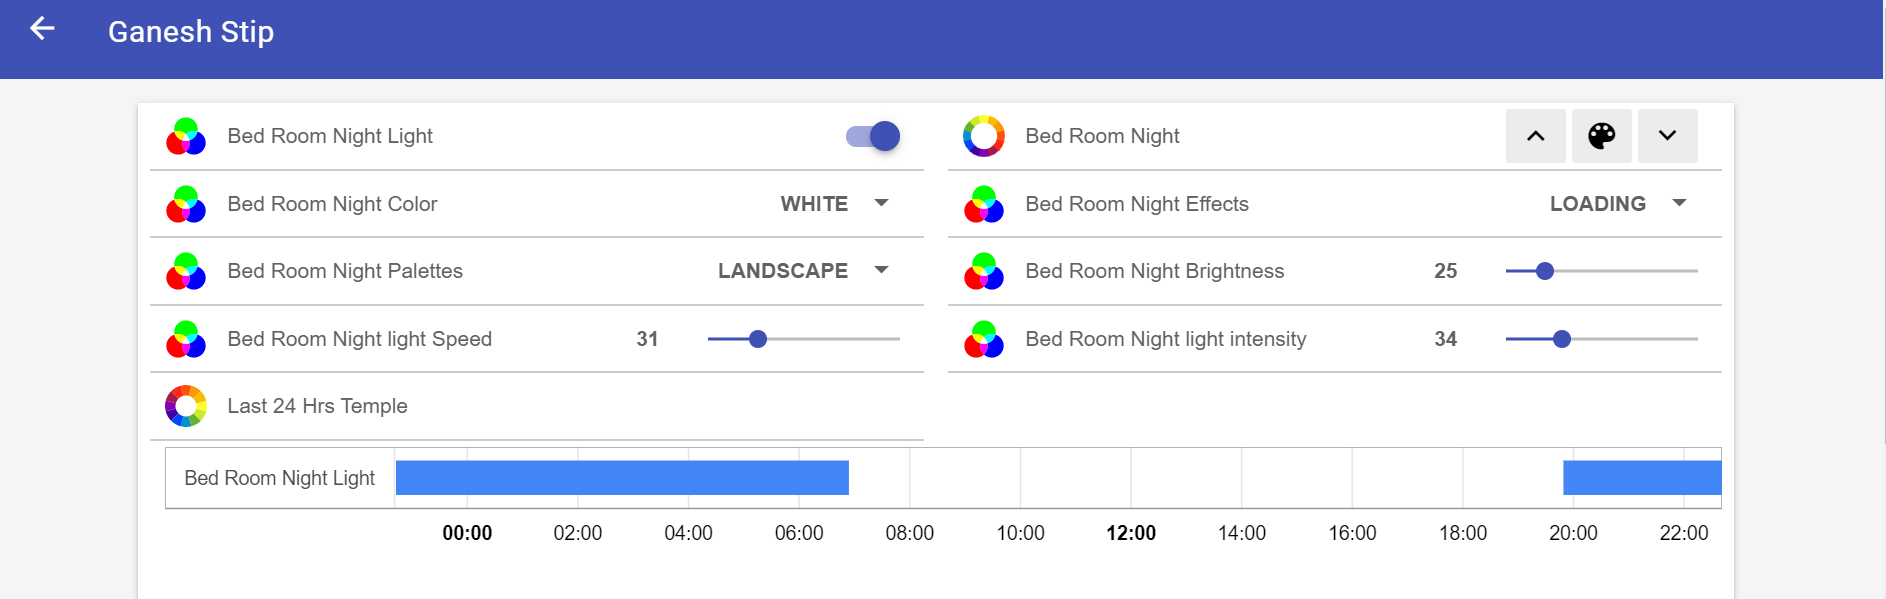 Ganesh Stip
Bed Room Night Light
Bed Room Night
Bed Room Night Color WHITE
Bed Room Night Effects LOADING
Bed Room Night Palettes LANDSCAPE
Bed Room Night Brightness 25
Bed Room Night light Speed 31
Bed Room Night light intensity 34
Last 24 Hrs Temple
Bed Room Night Light
00:00 02:00 04:00 06:00 08:00 10:00 12:00 14:00 16:00 18:00 20:00 22:00